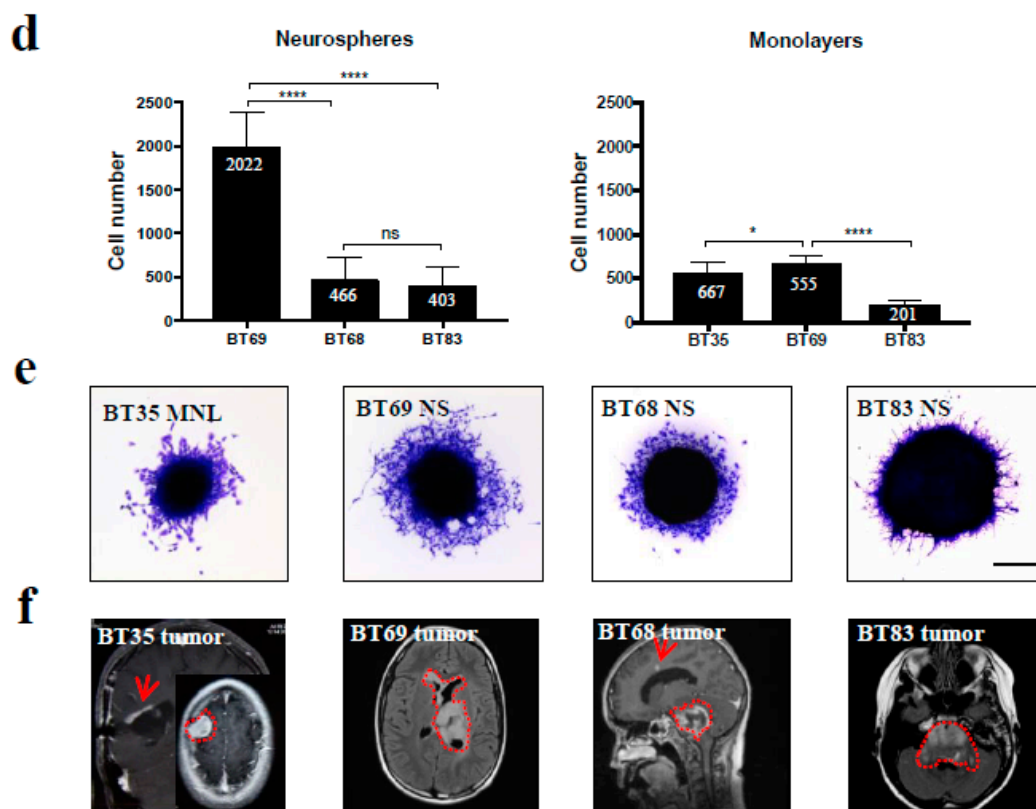 d
Neurospheres
Monolayers
****
****
ns
Cell number
2500
2000
1500
1000
500
0
2022
466
403
BT69 BT68 BT83
*
****
Cell number
2500
2000
1500
1000
500
0
667
555
201
BT35 BT69 BT83
e
BT35 MNL
BT69 NS
BT68 NS
BT83 NS
f
BT35 tumor
BT69 tumor
BT68 tumor
BT83 tumor